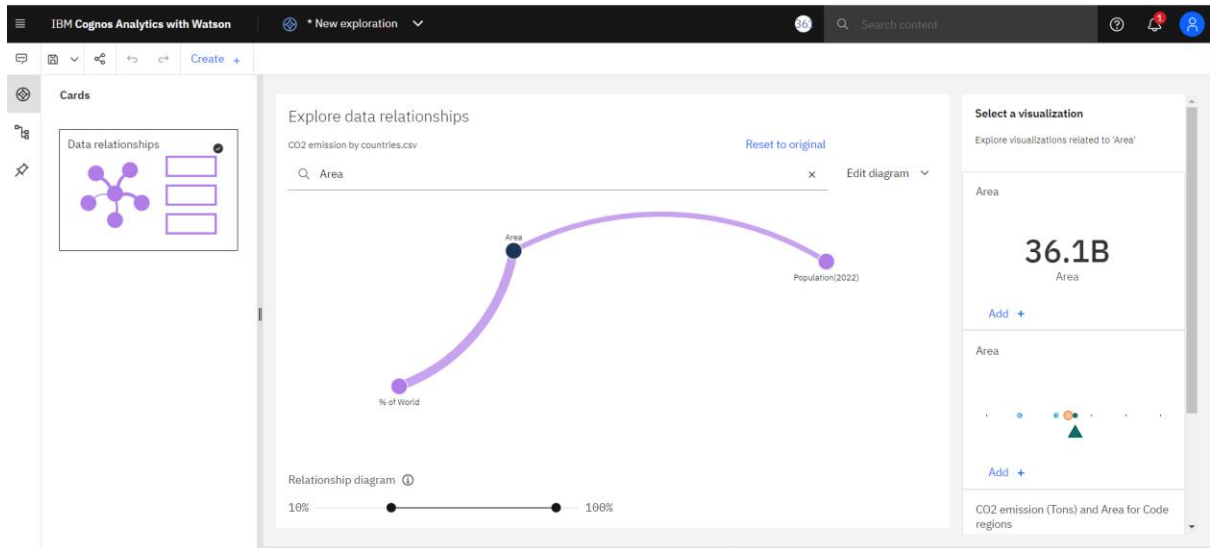 IBM Cognos Analytics with Watson
* New exploration
Search content
1
Create +
Cards
Data relationships
Explore data relationships
CO2 emission by countries.csv
Reset to original
Area
×
Edit diagram
Area
Population(2022)
% of World
Relationship diagram
10%
100%
Select a visualization
Explore visualizations related to 'Area'
Area
36.1B
Area
Add +
Area
Add +
CO2 emission (Tons) and Area for Code
regions